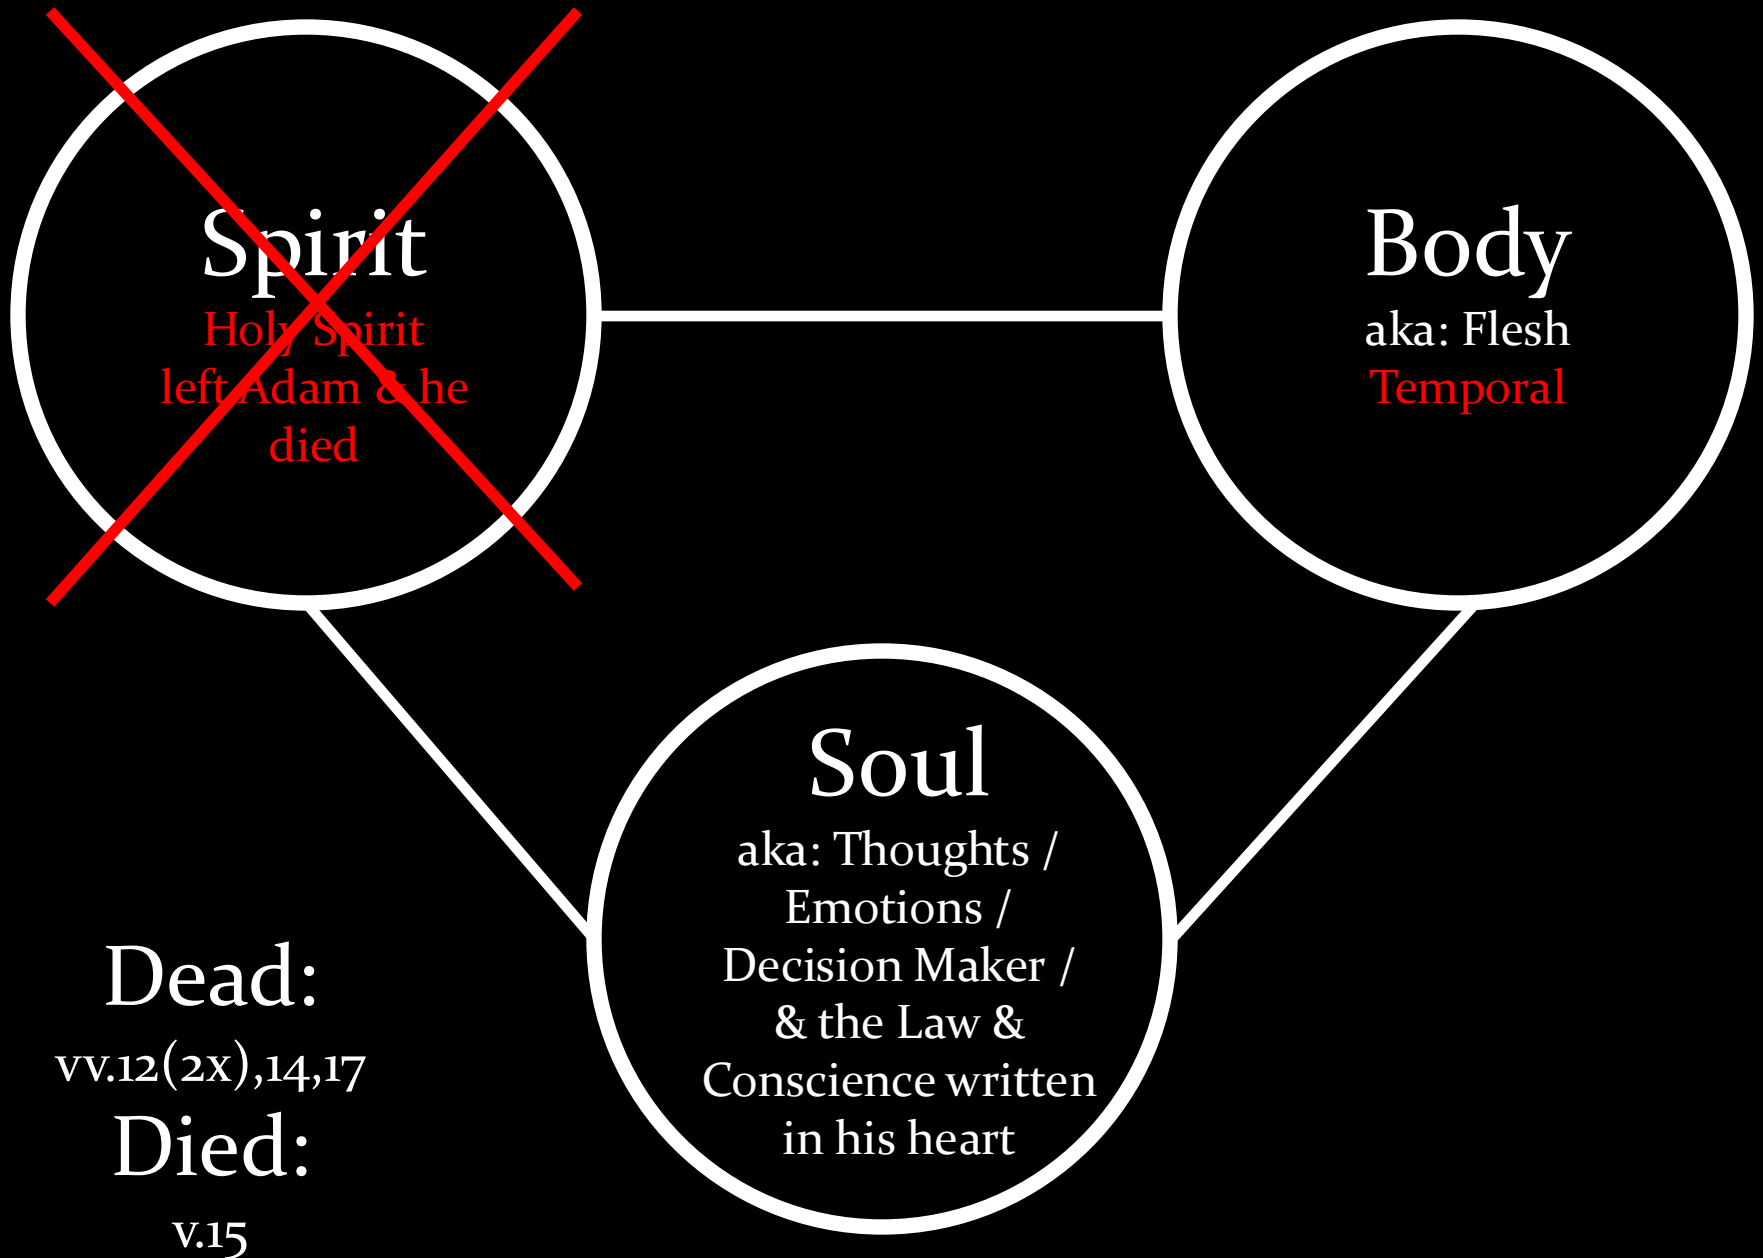 Spirit
Holy Spirit
left Adam & he
died
Body
aka: Flesh
Temporal
Soul
aka: Thoughts /
Emotions /
Decision Maker /
& the Law &
Conscience written
in his heart
Dead:
vv.12(2x),14,17
Died:
v.15